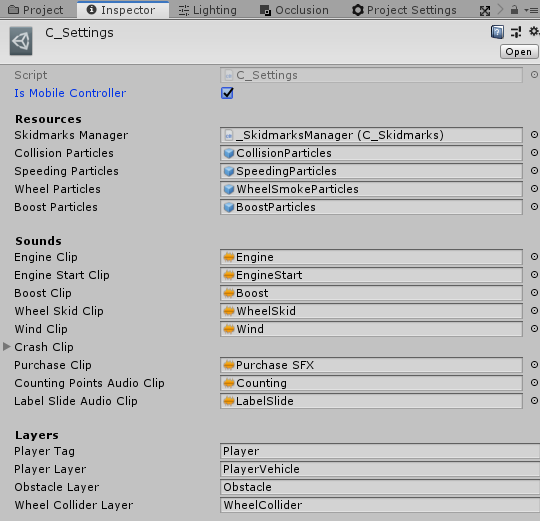 Project Inspector Lighting Occlusion Project Settings
C_Settings
Open
Script C_Settings
Is Mobile Controller
Resources
Skidmarks Manager _SkidmarksManager (C_Skidmarks)
Collision Particles CollisionParticles
Speeding Particles SpeedingParticles
Wheel Particles WheelSmokeParticles
Boost Particles BoostParticles
Sounds
Engine Clip Engine
Engine Start Clip EngineStart
Boost Clip Boost
Wheel Skid Clip WheelSkid
Wind Clip Wind
Crash Clip
Purchase Clip Purchase SFX
Counting Points Audio Clip Counting
Label Slide Audio Clip LabelSlide
Layers
Player Tag Player
Player Layer PlayerVehicle
Obstacle Layer Obstacle
Wheel Collider Layer WheelCollider